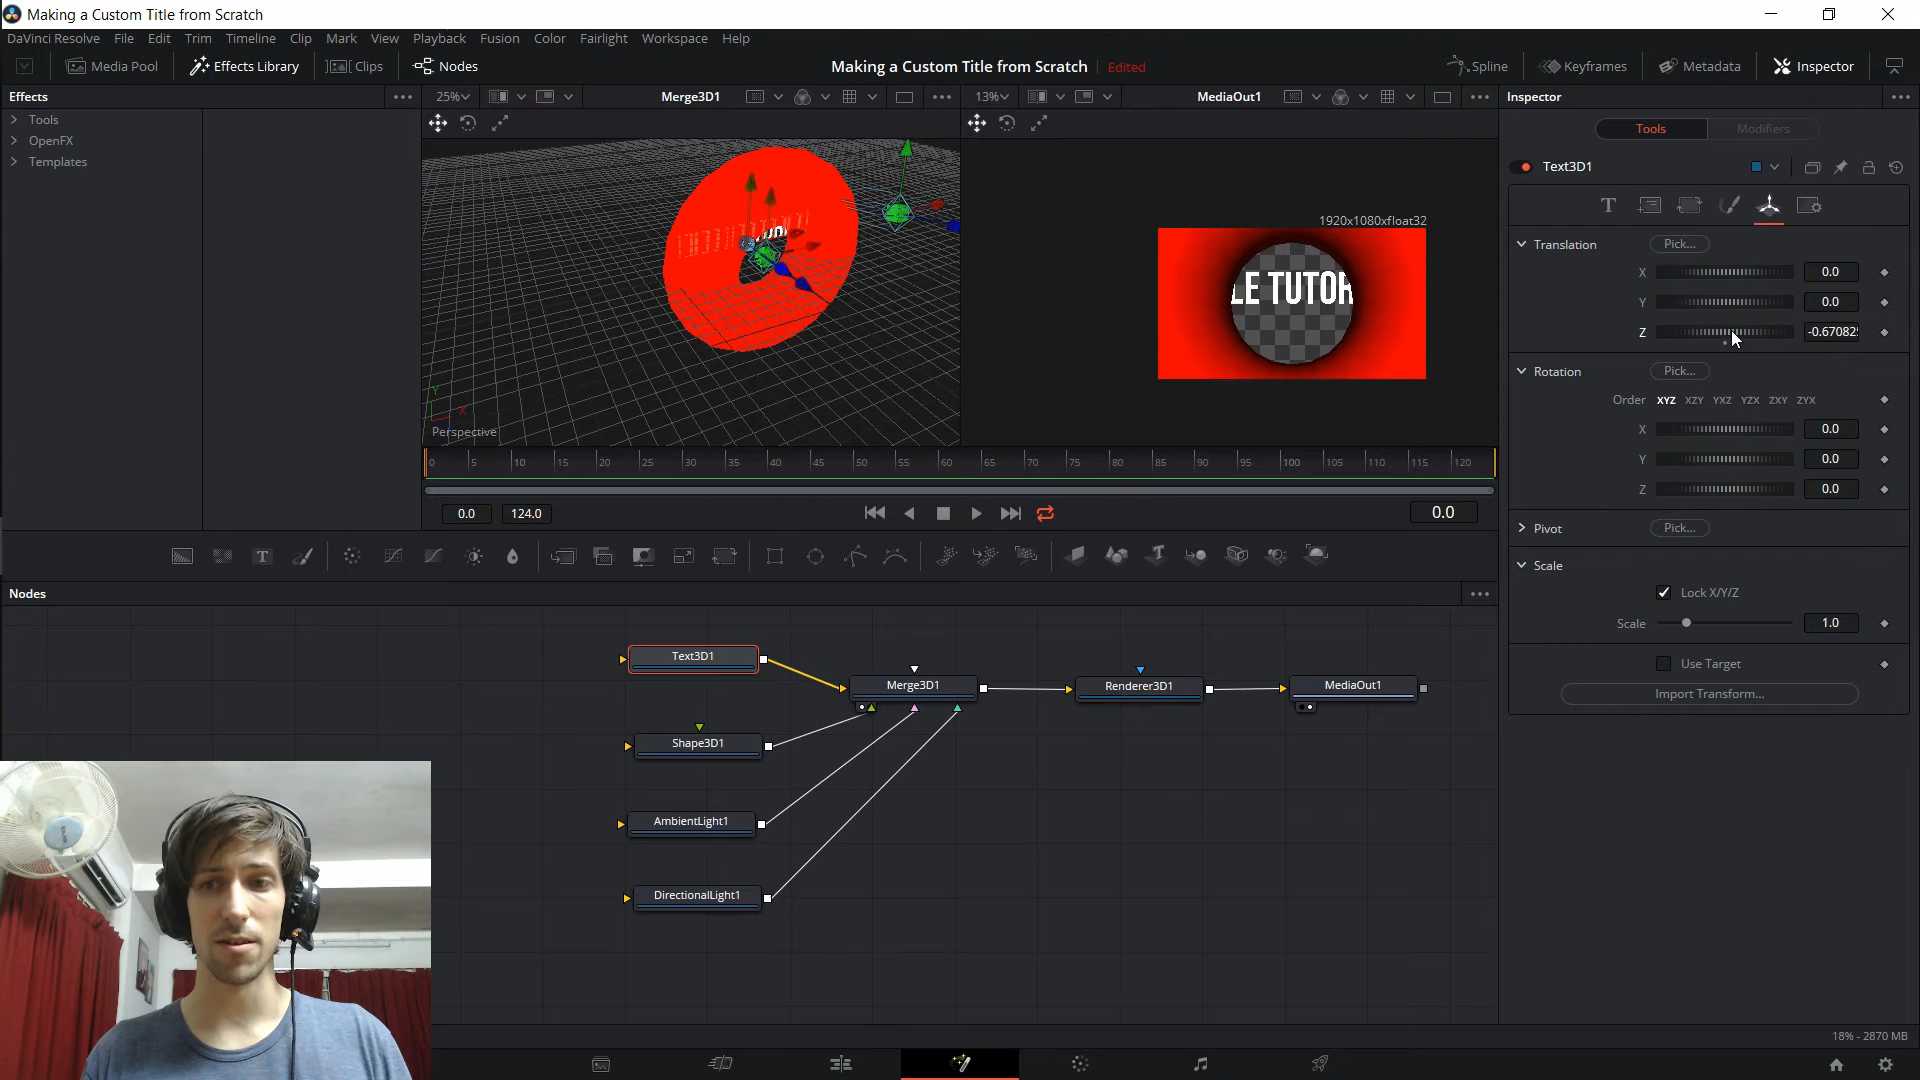 Making a Custom Title from Scratch
DaVinci Resolve File Edit Trim Timeline Clip Mark View Playback Fusion Color Fairlight Workspace Help
Media Pool Effects Library Clips Nodes Making a Custom Title from Scratch Edited Spline Keyframes Metadata Inspector
Effects 25% Merge3D1 13% MediaOut1 Inspector
Tools
OpenFX
Templates
Tools Modifiers
Text3D1
Translation Pick...
X 0.0
Y 0.0
Z -0.67082
1920x1080xfloat32
LE TUTOR
Y
X
Perspective
Rotation Pick...
Order XYZ XZY YXZ YZX ZXY ZYX
X 0.0
Y 0.0
Z 0.0
0 5 10 15 20 25 30 35 40 45 50 55 60 65 70 75 80 85 90 95 100 105 110 115 120
0.0 124.0 0.0
Pivot Pick...
Scale
Lock X/Y/Z
Scale 1.0
Use Target
Import Transform...
Nodes
Text3D1
Merge3D1
Renderer3D1
MediaOut1
Shape3D1
AmbientLight1
DirectionalLight1
18% - 2870 MB